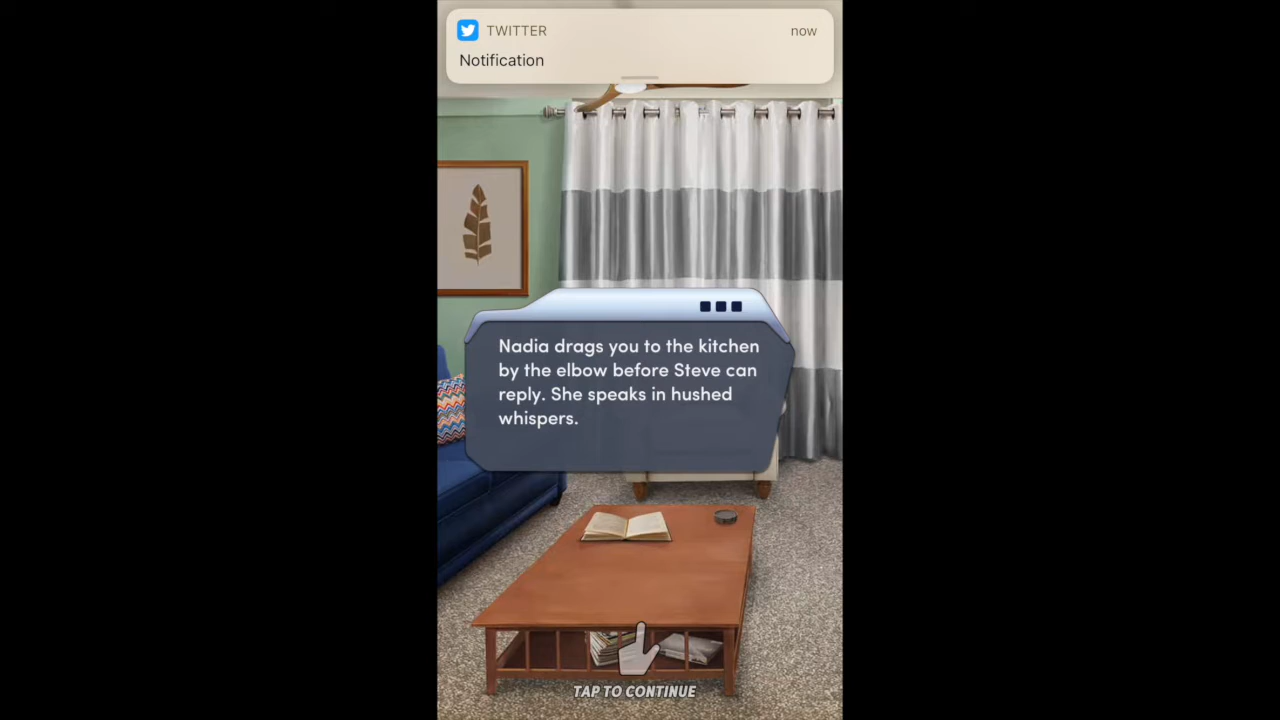 TWITTER now
Notification
Nadia drags you to the kitchen
by the elbow before Steve can
reply. She speaks in hushed
whispers.
TAP TO CONTINUE